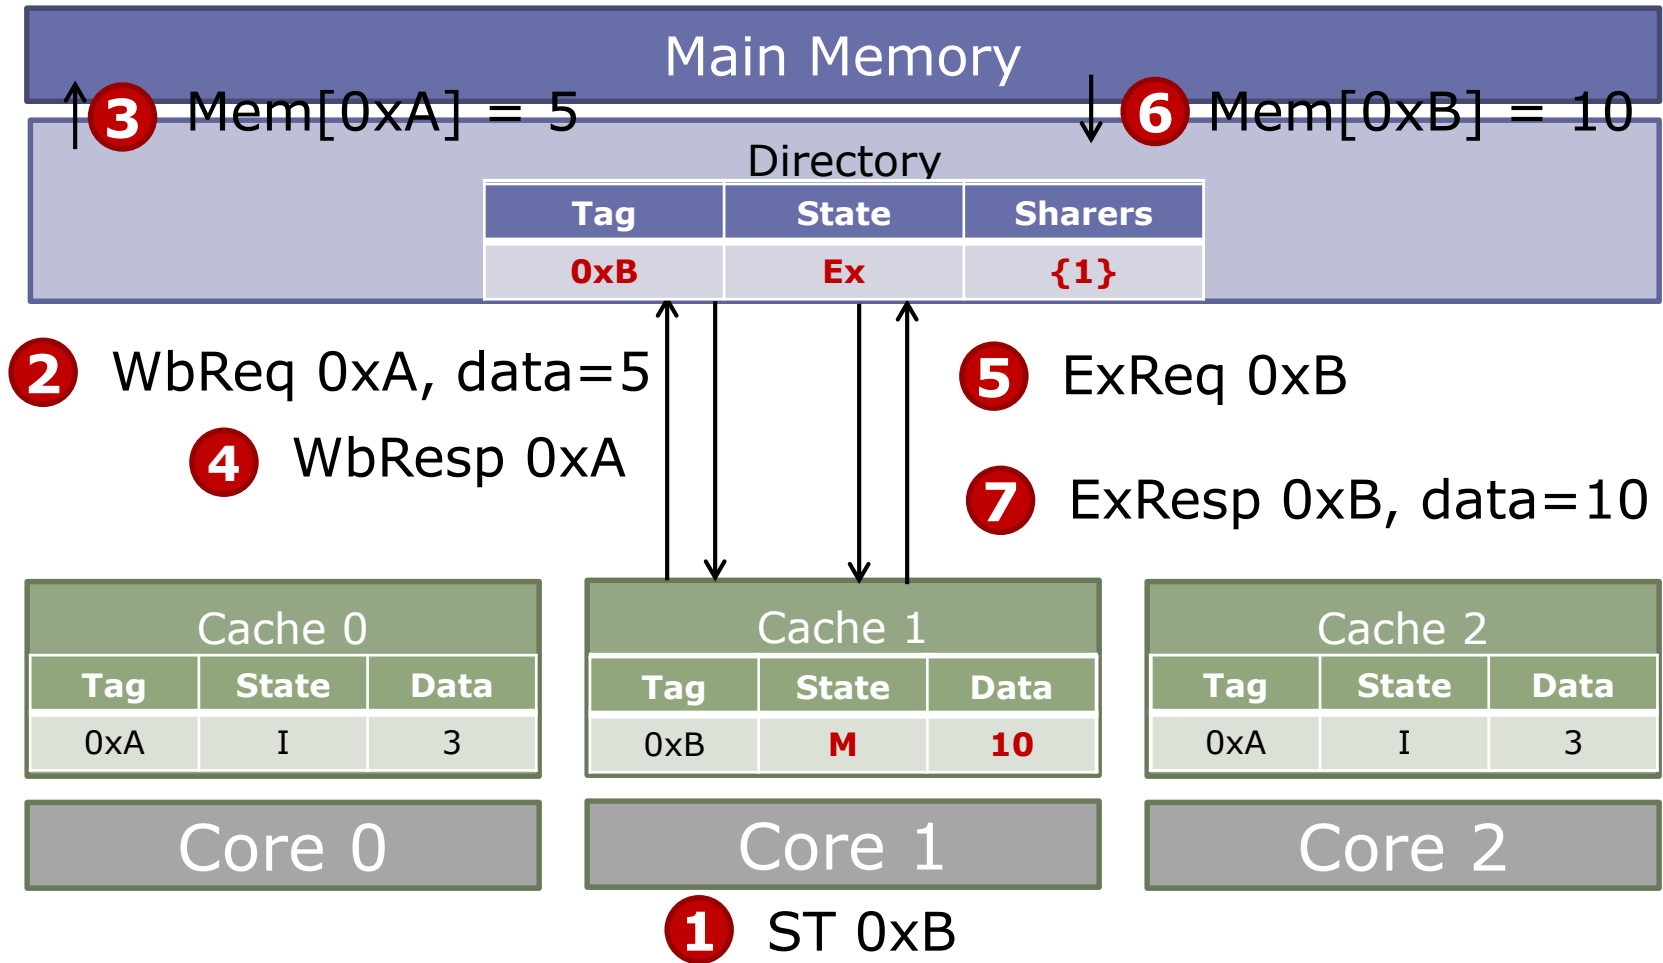 Main Memory
3 Mem[0xA] = 5
6 Mem[0xB] = 10
Directory
Tag State Sharers
0xB Ex {1}
2 WbReq 0xA, data=5
5 ExReq 0xB
4 WbResp 0xA
7 ExResp 0xB, data=10
Cache 0
Tag State Data
0xA I 3
Core 0
Cache 1
Tag State Data
0xB M 10
Core 1
Cache 2
Tag State Data
0xA I 3
Core 2
1 ST 0xB